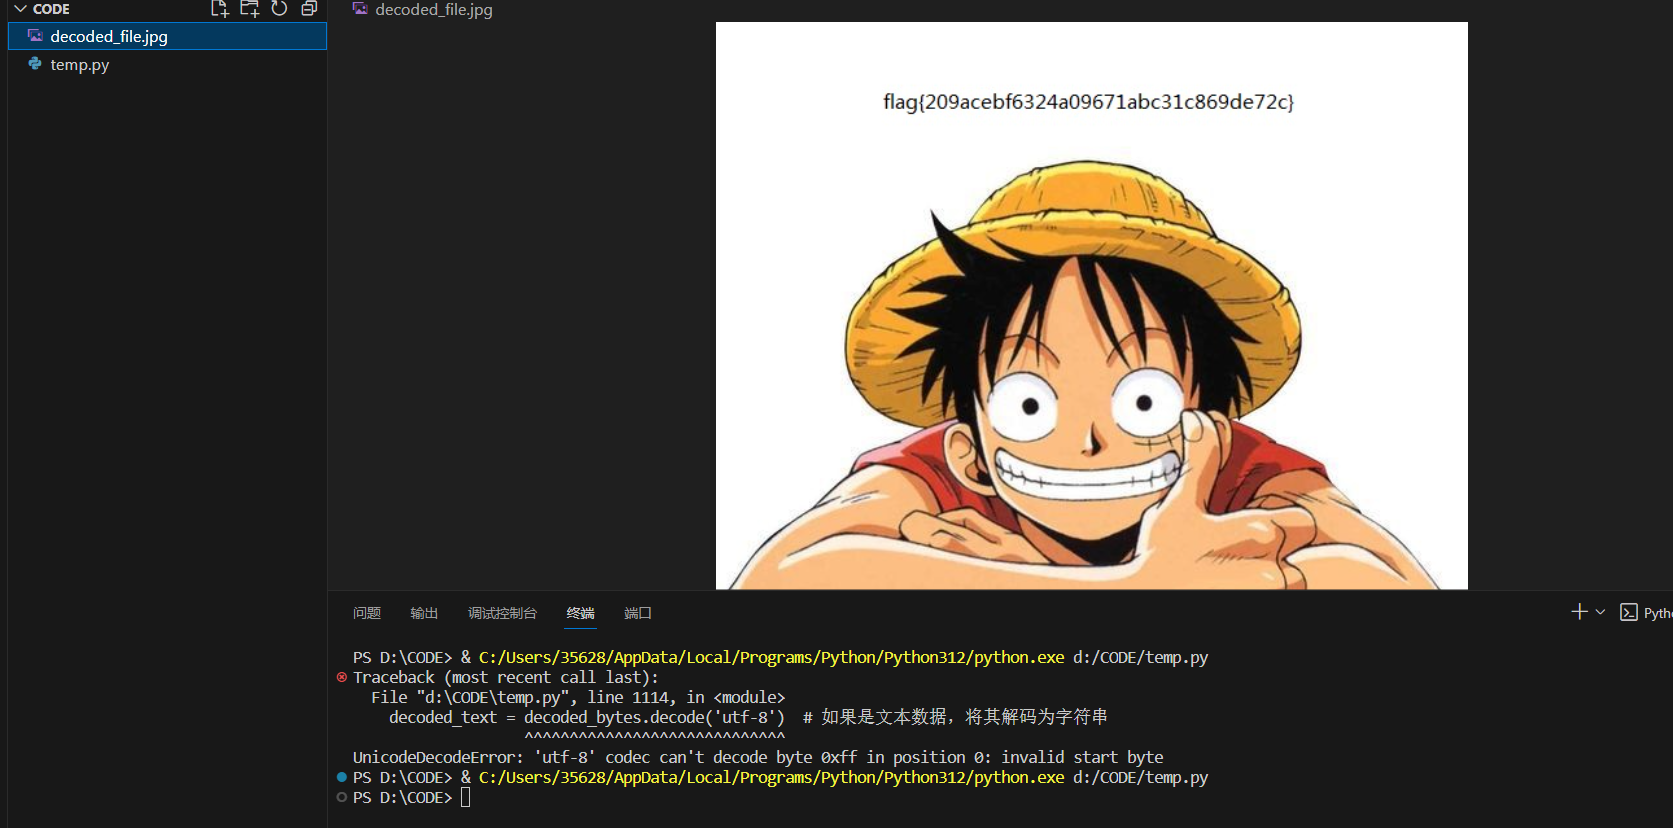 CODE
decoded_file.jpg
temp.py
decoded_file.jpg
flag{209acebf6324a09671abc31c869de72c}
问题 输出 调试控制台 终端 端口
PS D:\CODE> & C:/Users/35628/AppData/Local/Programs/Python/Python312/python.exe d:/CODE/temp.py
Traceback (most recent call last):
  File "d:\CODE\temp.py", line 1114, in <module>
    decoded_text = decoded_bytes.decode('utf-8')  # 如果是文本数据，将其解码为字符串
                   ^^^^^^^^^^^^^^^^^^^^^^^^^^^^^
UnicodeDecodeError: 'utf-8' codec can't decode byte 0xff in position 0: invalid start byte
PS D:\CODE> & C:/Users/35628/AppData/Local/Programs/Python/Python312/python.exe d:/CODE/temp.py
PS D:\CODE>